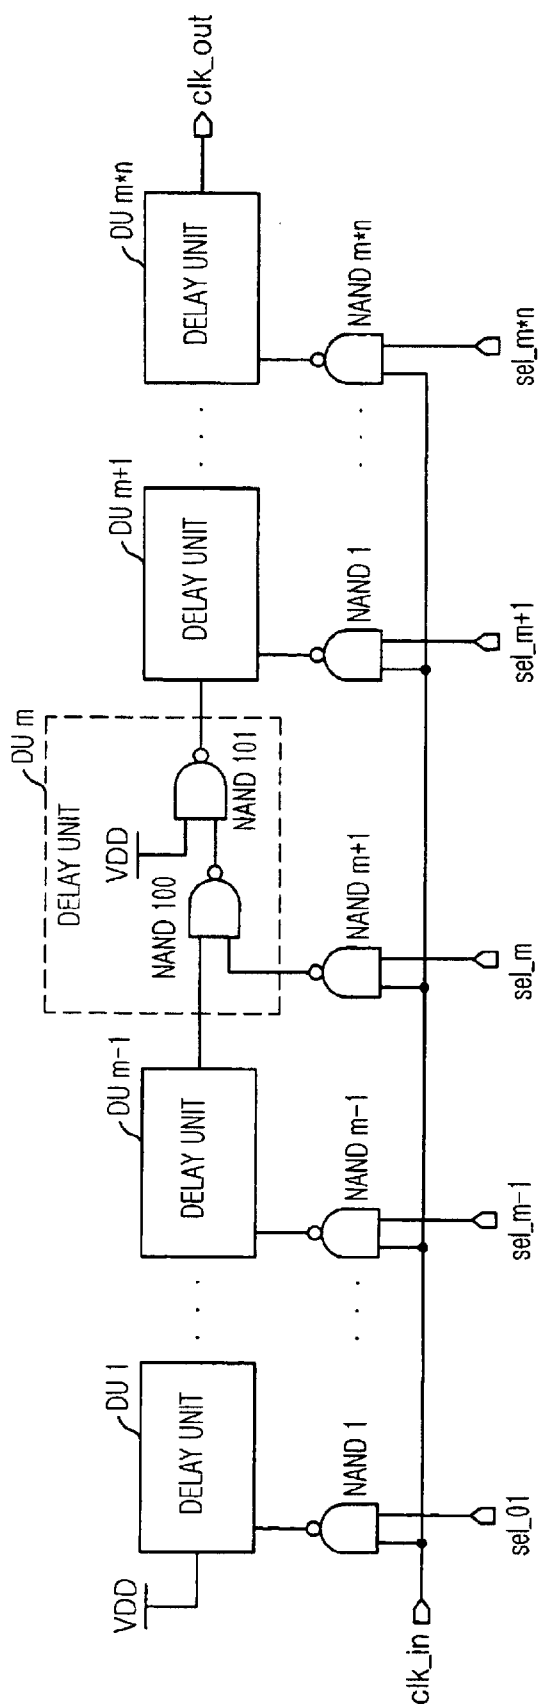 DU 1
DU m-1
DU m
DU m+1
DU m*n
VDD
DELAY UNIT
DELAY UNIT
DELAY UNIT
VDD
NAND 100
NAND 101
DELAY UNIT
DELAY UNIT
clk_out
NAND 1
NAND m-1
NAND m+1
NAND 1
NAND m*n
clk_in
sel_01
sel_m-1
sel_m
sel_m+1
sel_m*n